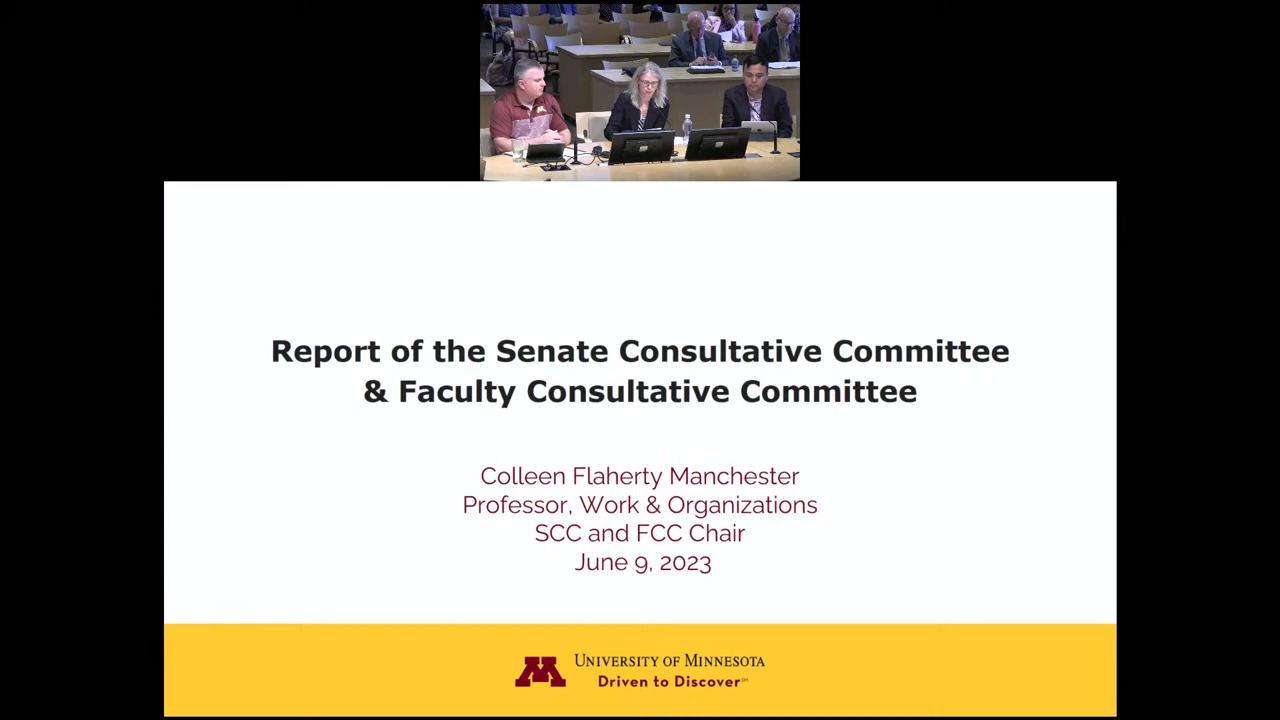 Report of the Senate Consultative Committee
& Faculty Consultative Committee
Colleen Flaherty Manchester
Professor, Work & Organizations
SCC and FCC Chair
June 9, 2023
UNIVERSITY OF MINNESOTA
Driven to Discover℠